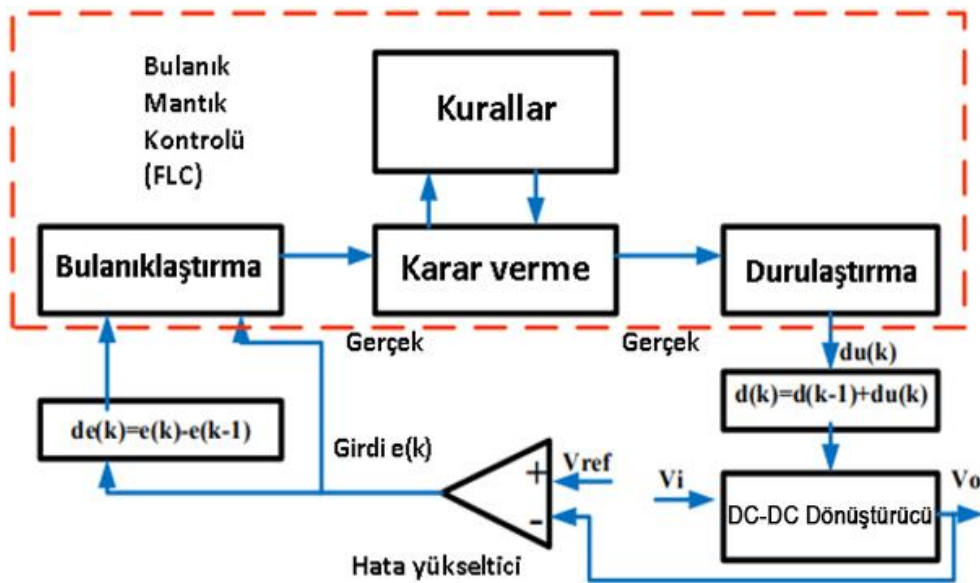 Bulanık
Mantık
Kontrolü
(FLC)
Kurallar
Bulanıklaştırma
Karar verme
Durulaştırma
Gerçek
Gerçek
du(k)
d(k)=d(k-1)+du(k)
de(k)=e(k)-e(k-1)
Girdi e(k)
+
Vref
-
Vi
DC-DC Dönüştürücü
Vo
Hata yükseltici